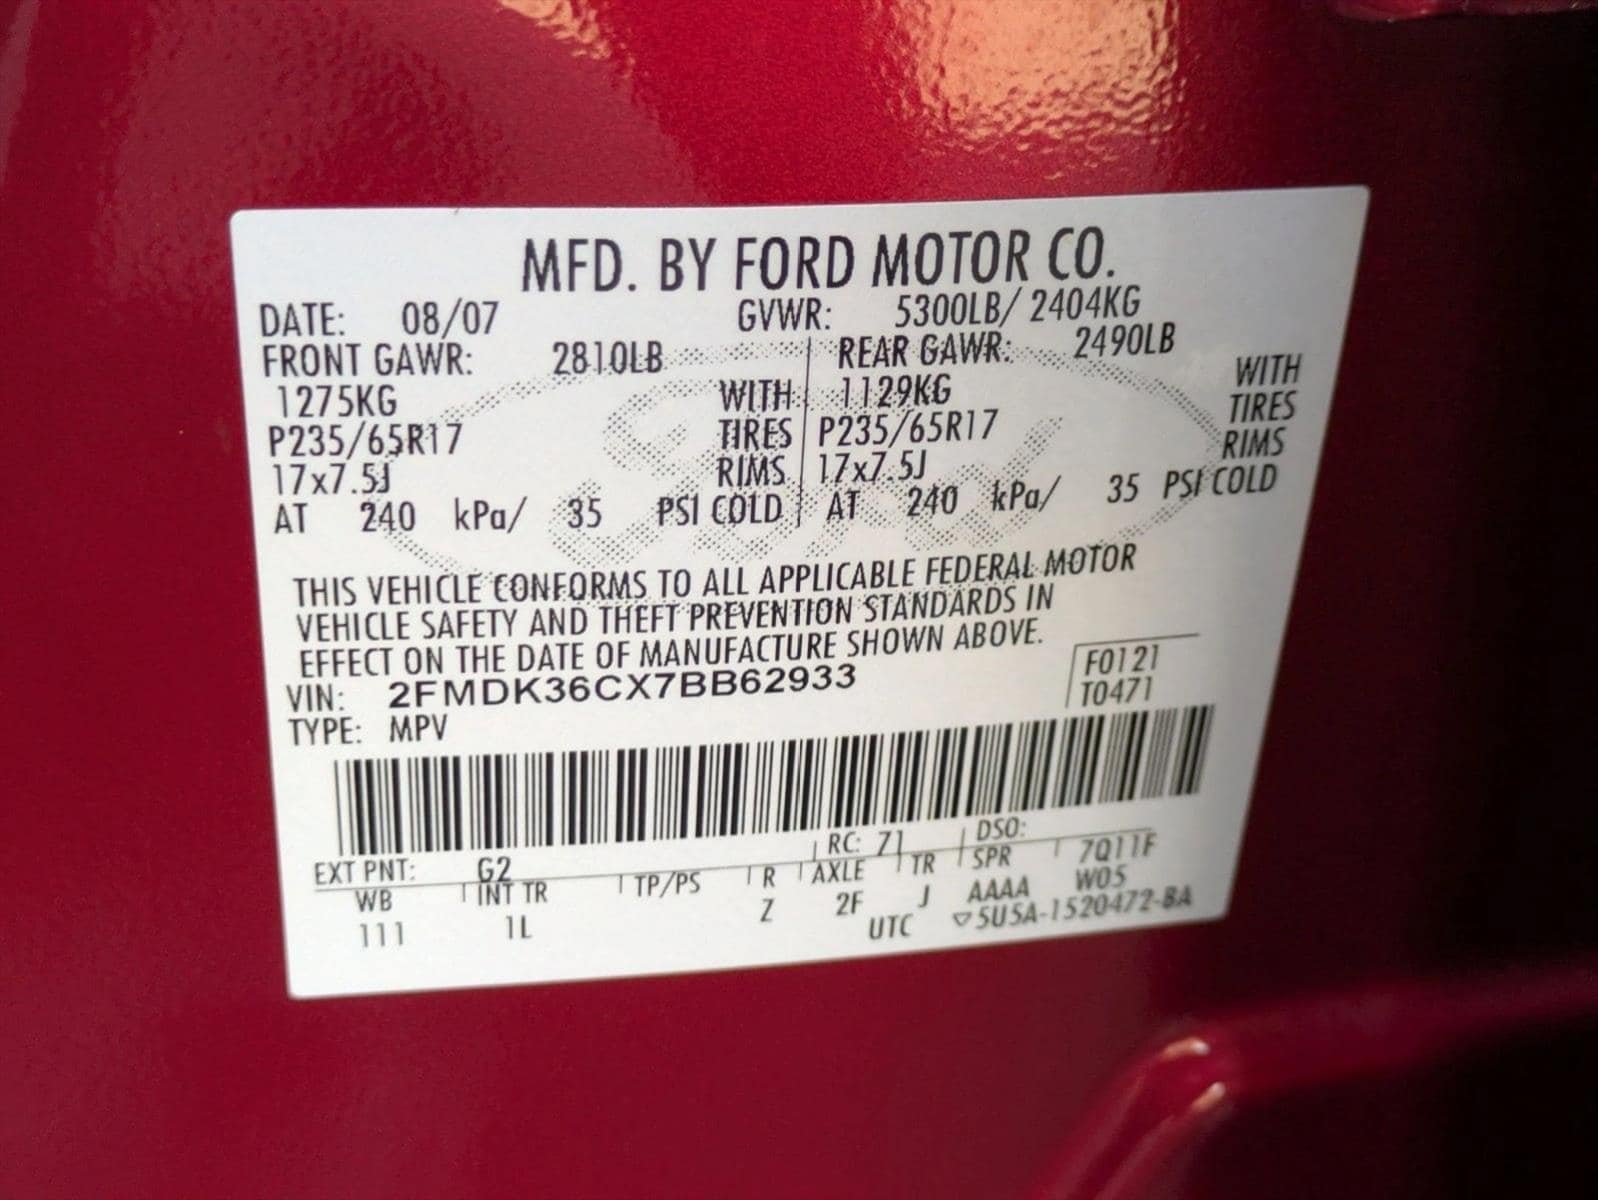 MFD. BY FORD MOTOR CO.
DATE: 08/07 GVWR: 5300LB/ 2404KG
FRONT GAWR: 2810LB REAR GAWR: 2490LB
1275KG WITH 1129KG WITH
P235/65R17 TIRES P235/65R17 TIRES
17x7.5J RIMS 17x7.5J RIMS
AT 240 kPa/ 35 PSI COLD AT 240 kPa/ 35 PSI COLD
Ford
THIS VEHICLE CONFORMS TO ALL APPLICABLE FEDERAL MOTOR
VEHICLE SAFETY AND THEFT PREVENTION STANDARDS IN
EFFECT ON THE DATE OF MANUFACTURE SHOWN ABOVE.
VIN: 2FMDK36CX7BB62933 F0121
TYPE: MPV T0471
EXT PNT: G2 RC: 71 DSO:
WB INT TR TP/PS R AXLE TR SPR 7Q11F
111 1L Z 2F J AAAA W05
UTC ▽5U5A-1520472-BA